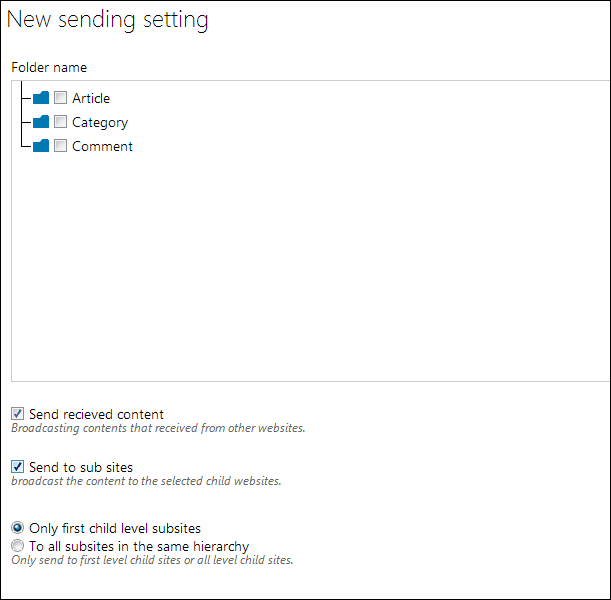 New sending setting
Folder name
Article
Category
Comment
Send recieved content
Broadcasting contents that received from other websites.
Send to sub sites
broadcast the content to the selected child websites.
Only first child level subsites
To all subsites in the same hierarchy
Only send to first level child sites or all level child sites.